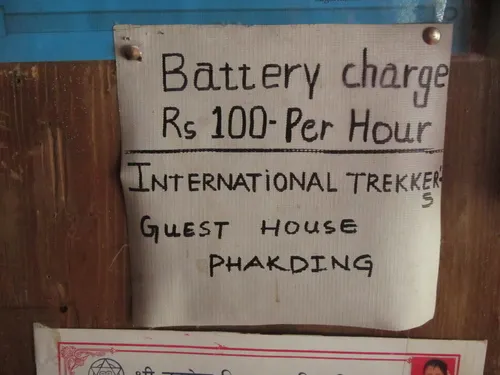 Battery charge
Rs 100- Per Hour
INTERNATIONAL TREKKER'S
GUEST HOUSE
PHAKDING
श्री